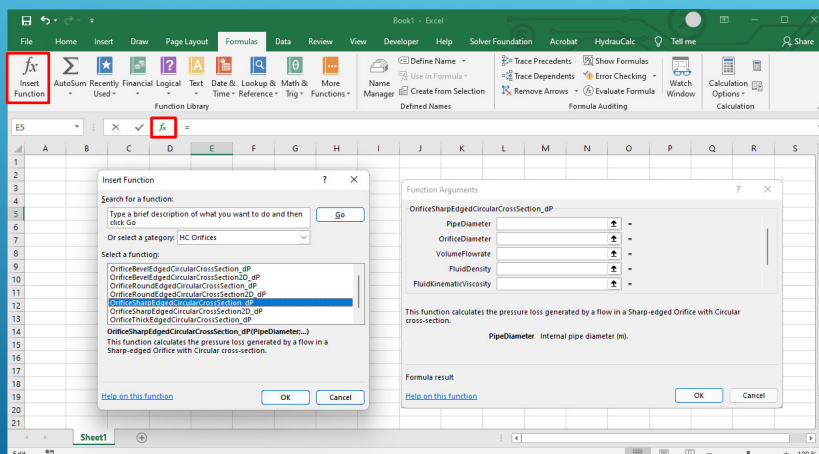 Book1 - Excel
File Home Insert Draw Page Layout Formulas Data Review View Developer Help Solver Foundation Acrobat HydrauCalc Tell me Share
fx Insert Function
AutoSum Recently Used Financial Logical Text Date & Time Lookup & Reference Math & Trig More Functions
Function Library
Name Manager
Define Name
Use in Formula
Create from Selection
Defined Names
Trace Precedents
Trace Dependents
Remove Arrows
Show Formulas
Error Checking
Evaluate Formula
Formula Auditing
Watch Window
Calculation Options
Calculation
E5 fx =
A B C D E F G H I J K L M N O P Q R S
1
2
3
4
5
6
7
8
9
10
11
12
13
14
15
16
17
18
19
20
21
Insert Function ? ×
Search for a function:
Type a brief description of what you want to do and then
click Go
Go
Or select a category: HC Orifices
Select a function:
OrificeBevelEdgedCircularCrossSection_dP
OrificeBevelEdgedCircularCrossSection2D_dP
OrificeRoundEdgedCircularCrossSection_dP
OrificeRoundEdgedCircularCrossSection2D_dP
OrificeSharpEdgedCircularCrossSection_dP
OrificeSharpEdgedCircularCrossSection2D_dP
OrificeThickEdgedCircularCrossSection_dP
OrificeSharpEdgedCircularCrossSection_dP(PipeDiameter;...)
This function calculates the pressure loss generated by a flow in a
Sharp-edged Orifice with Circular cross-section.
Help on this function OK Cancel
Function Arguments ? ×
OrificeSharpEdgedCircularCrossSection_dP
PipeDiameter =
OrificeDiameter =
VolumeFlowrate =
FluidDensity =
FluidKinematicViscosity =
This function calculates the pressure loss generated by a flow in a Sharp-edged Orifice with Circular
cross-section.
PipeDiameter Internal pipe diameter (m).
Formula result
Help on this function OK Cancel
Sheet1